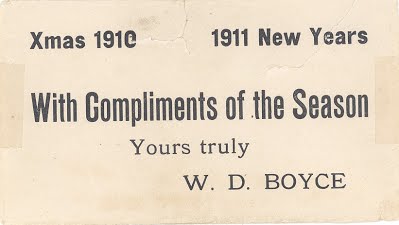 Xmas 1910 1911 New Years
With Compliments of the Season
Yours truly
W. D. BOYCE